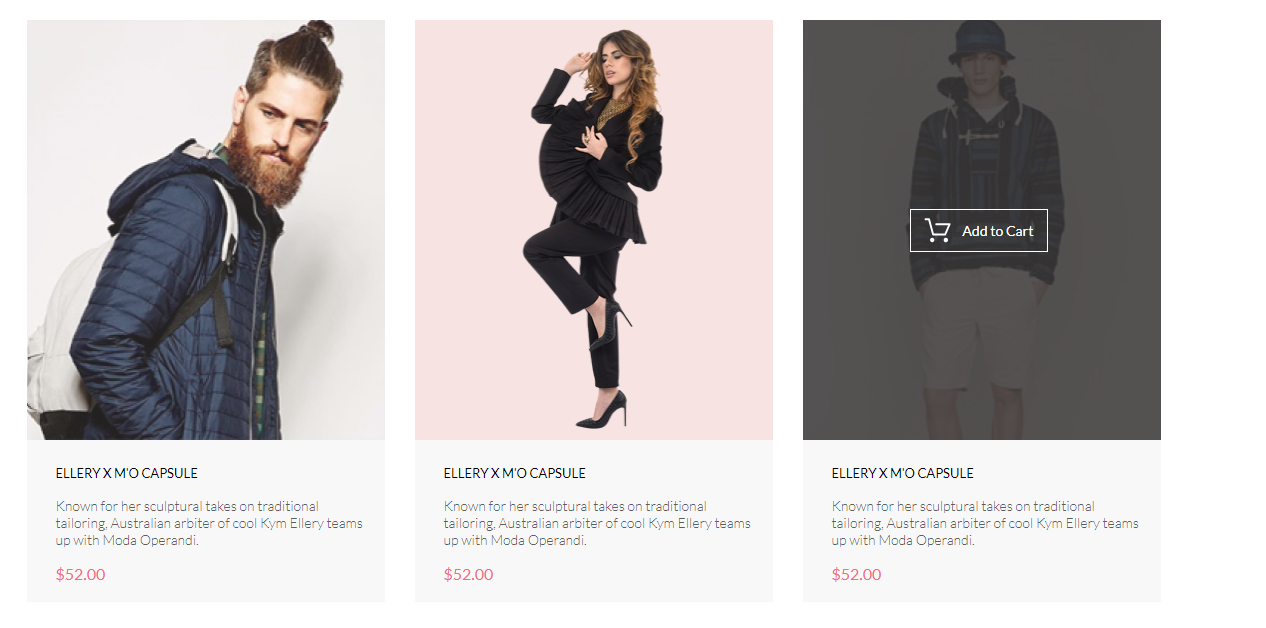 Add to Cart
ELLERY X M'O CAPSULE
Known for her sculptural takes on traditional
tailoring, Australian arbiter of cool Kym Ellery teams
up with Moda Operandi.
$52.00
ELLERY X M'O CAPSULE
Known for her sculptural takes on traditional
tailoring, Australian arbiter of cool Kym Ellery teams
up with Moda Operandi.
$52.00
ELLERY X M'O CAPSULE
Known for her sculptural takes on traditional
tailoring, Australian arbiter of cool Kym Ellery teams
up with Moda Operandi.
$52.00